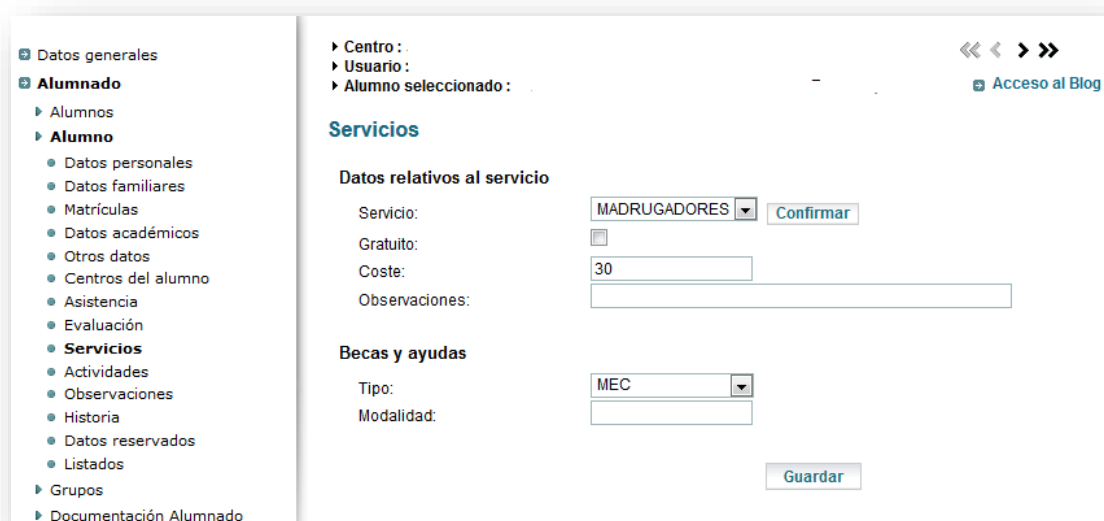 Datos generales
Alumnado
Alumnos
Alumno
Datos personales
Datos familiares
Matrículas
Datos académicos
Otros datos
Centros del alumno
Asistencia
Evaluación
Servicios
Actividades
Observaciones
Historia
Datos reservados
Listados
Grupos
Documentación Alumnado
Centro :
Usuario :
Alumno seleccionado :
Acceso al Blog
Servicios
Datos relativos al servicio
Servicio: MADRUGADORES Confirmar
Gratuito:
Coste: 30
Observaciones:
Becas y ayudas
Tipo: MEC
Modalidad:
Guardar